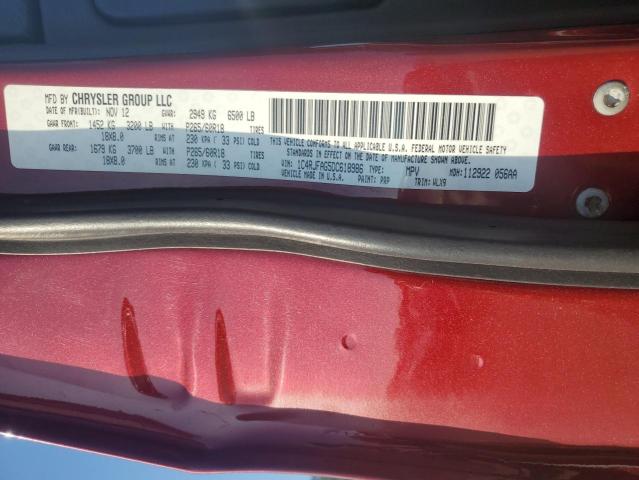 MFD BY CHRYSLER GROUP LLC
DATE OF MFR(BUILT): NOV 12 GVWR: 2949 KG 6500 LB
GAWR FRONT: 1452 KG 3200 LB WITH P265/60R18 TIRES
18X8.0 RIMS AT 230 KPA ( 33 PSI) COLD
GAWR REAR: 1679 KG 3700 LB WITH P265/60R18 TIRES
18X8.0 RIMS AT 230 KPA ( 33 PSI) COLD
THIS VEHICLE CONFORMS TO ALL APPLICABLE U.S.A. FEDERAL MOTOR VEHICLE SAFETY
STANDARDS IN EFFECT ON THE DATE OF MANUFACTURE SHOWN ABOVE.
VIN: 1C4RJFAG5DC618986 TYPE: MPV MDH: 112922 056AA
VEHICLE MADE IN U.S.A. PAINT: PRP TRIM: WLX9